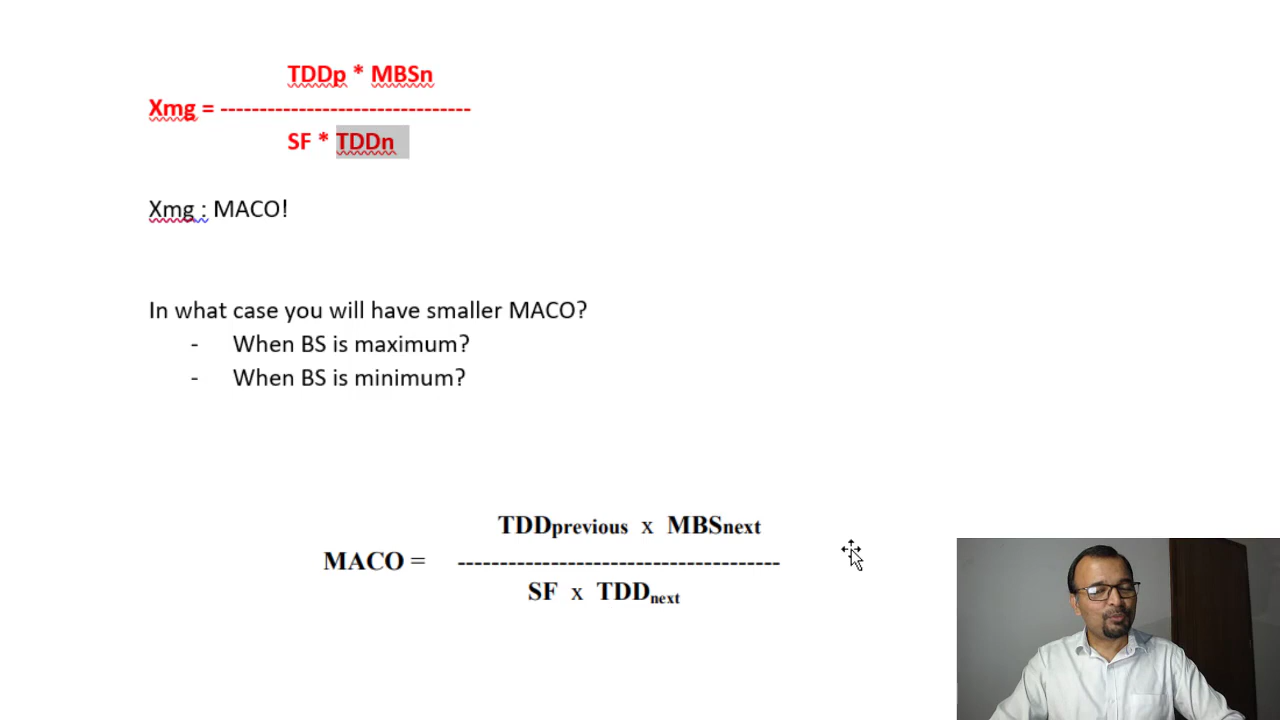 TDDp * MBSn
Xmg = --------------------------------
SF * TDDn
Xmg : MACO!
In what case you will have smaller MACO?
- When BS is maximum?
- When BS is minimum?
TDDprevious x MBSnext
MACO = --------------------------------------
SF x TDDnext